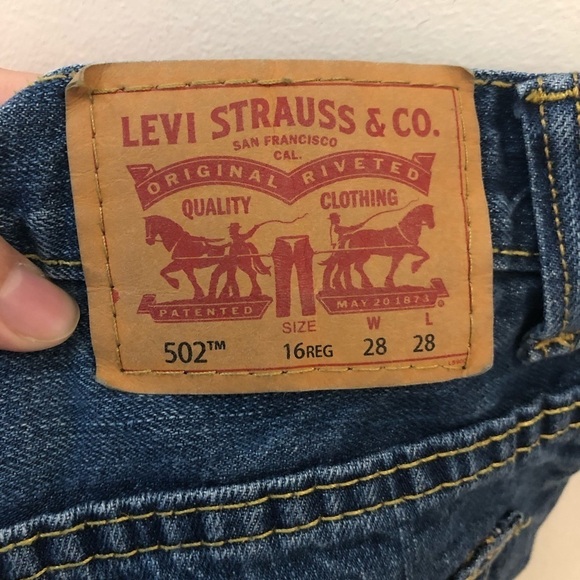 LEVI STRAUSS & CO.
SAN FRANCISCO
CAL.
ORIGINAL RIVETED
QUALITY CLOTHING
PATENTED MAY 20 1873
SIZE W L
502™ 16REG 28 28